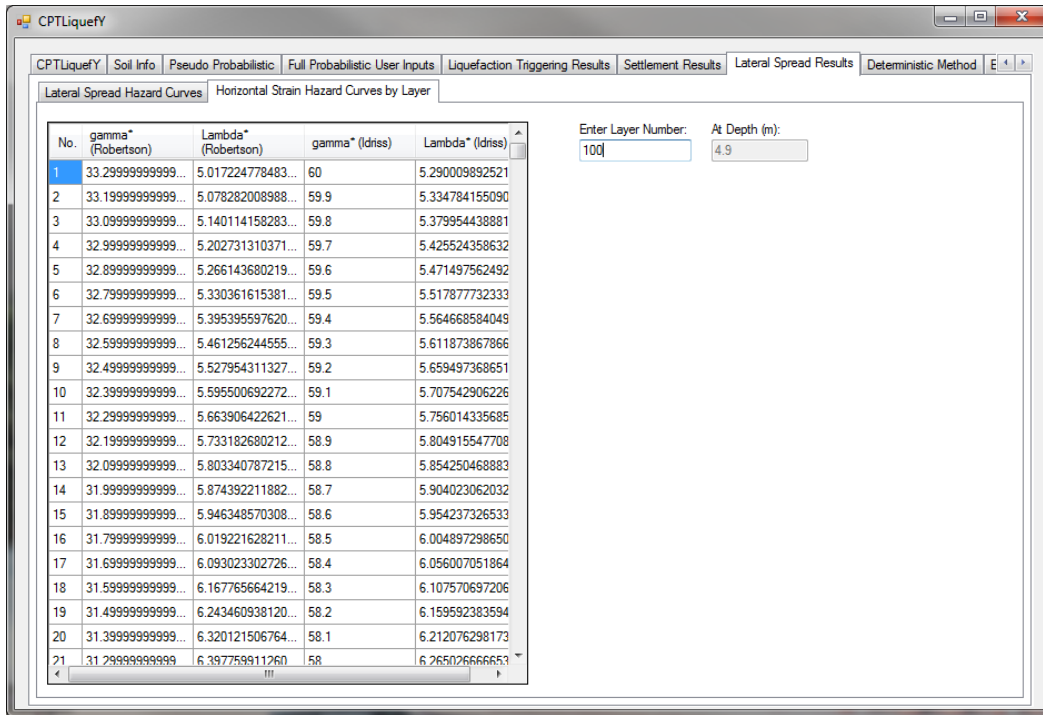 CPTLiquefY
CPTLiquefY Soil Info Pseudo Probabilistic Full Probabilistic User Inputs Liquefaction Triggering Results Settlement Results Lateral Spread Results Deterministic Method
Lateral Spread Hazard Curves Horizontal Strain Hazard Curves by Layer
Enter Layer Number: At Depth (m):
100 4.9
No. gamma* (Robertson) Lambda* (Robertson) gamma* (Idriss) Lambda* (Idriss)
1 33.29999999999... 5.017224778483... 60 5.290009892521
2 33.19999999999... 5.078282008988... 59.9 5.334784155090
3 33.09999999999... 5.140114158283... 59.8 5.379954438881
4 32.99999999999... 5.202731310371... 59.7 5.425524358632
5 32.89999999999... 5.266143680219... 59.6 5.471497562492
6 32.79999999999... 5.330361615381... 59.5 5.517877732333
7 32.69999999999... 5.395395597620... 59.4 5.564668584049
8 32.59999999999... 5.461256244555... 59.3 5.611873867866
9 32.49999999999... 5.527954311327... 59.2 5.659497368651
10 32.39999999999... 5.595500692272... 59.1 5.707542906226
11 32.29999999999... 5.663906422621... 59 5.756014335685
12 32.19999999999... 5.733182680212... 58.9 5.804915547708
13 32.09999999999... 5.803340787215... 58.8 5.854250468883
14 31.99999999999... 5.874392211882... 58.7 5.904023062032
15 31.89999999999... 5.946348570308... 58.6 5.954237326533
16 31.79999999999... 6.019221628211... 58.5 6.004897298650
17 31.69999999999... 6.093023302726... 58.4 6.056007051864
18 31.59999999999... 6.167765664219... 58.3 6.107570697206
19 31.49999999999... 6.243460938120... 58.2 6.159592383594
20 31.39999999999... 6.320121506764... 58.1 6.212076298173
21 31.29999999999 6.397759911260 58 6.265026666653